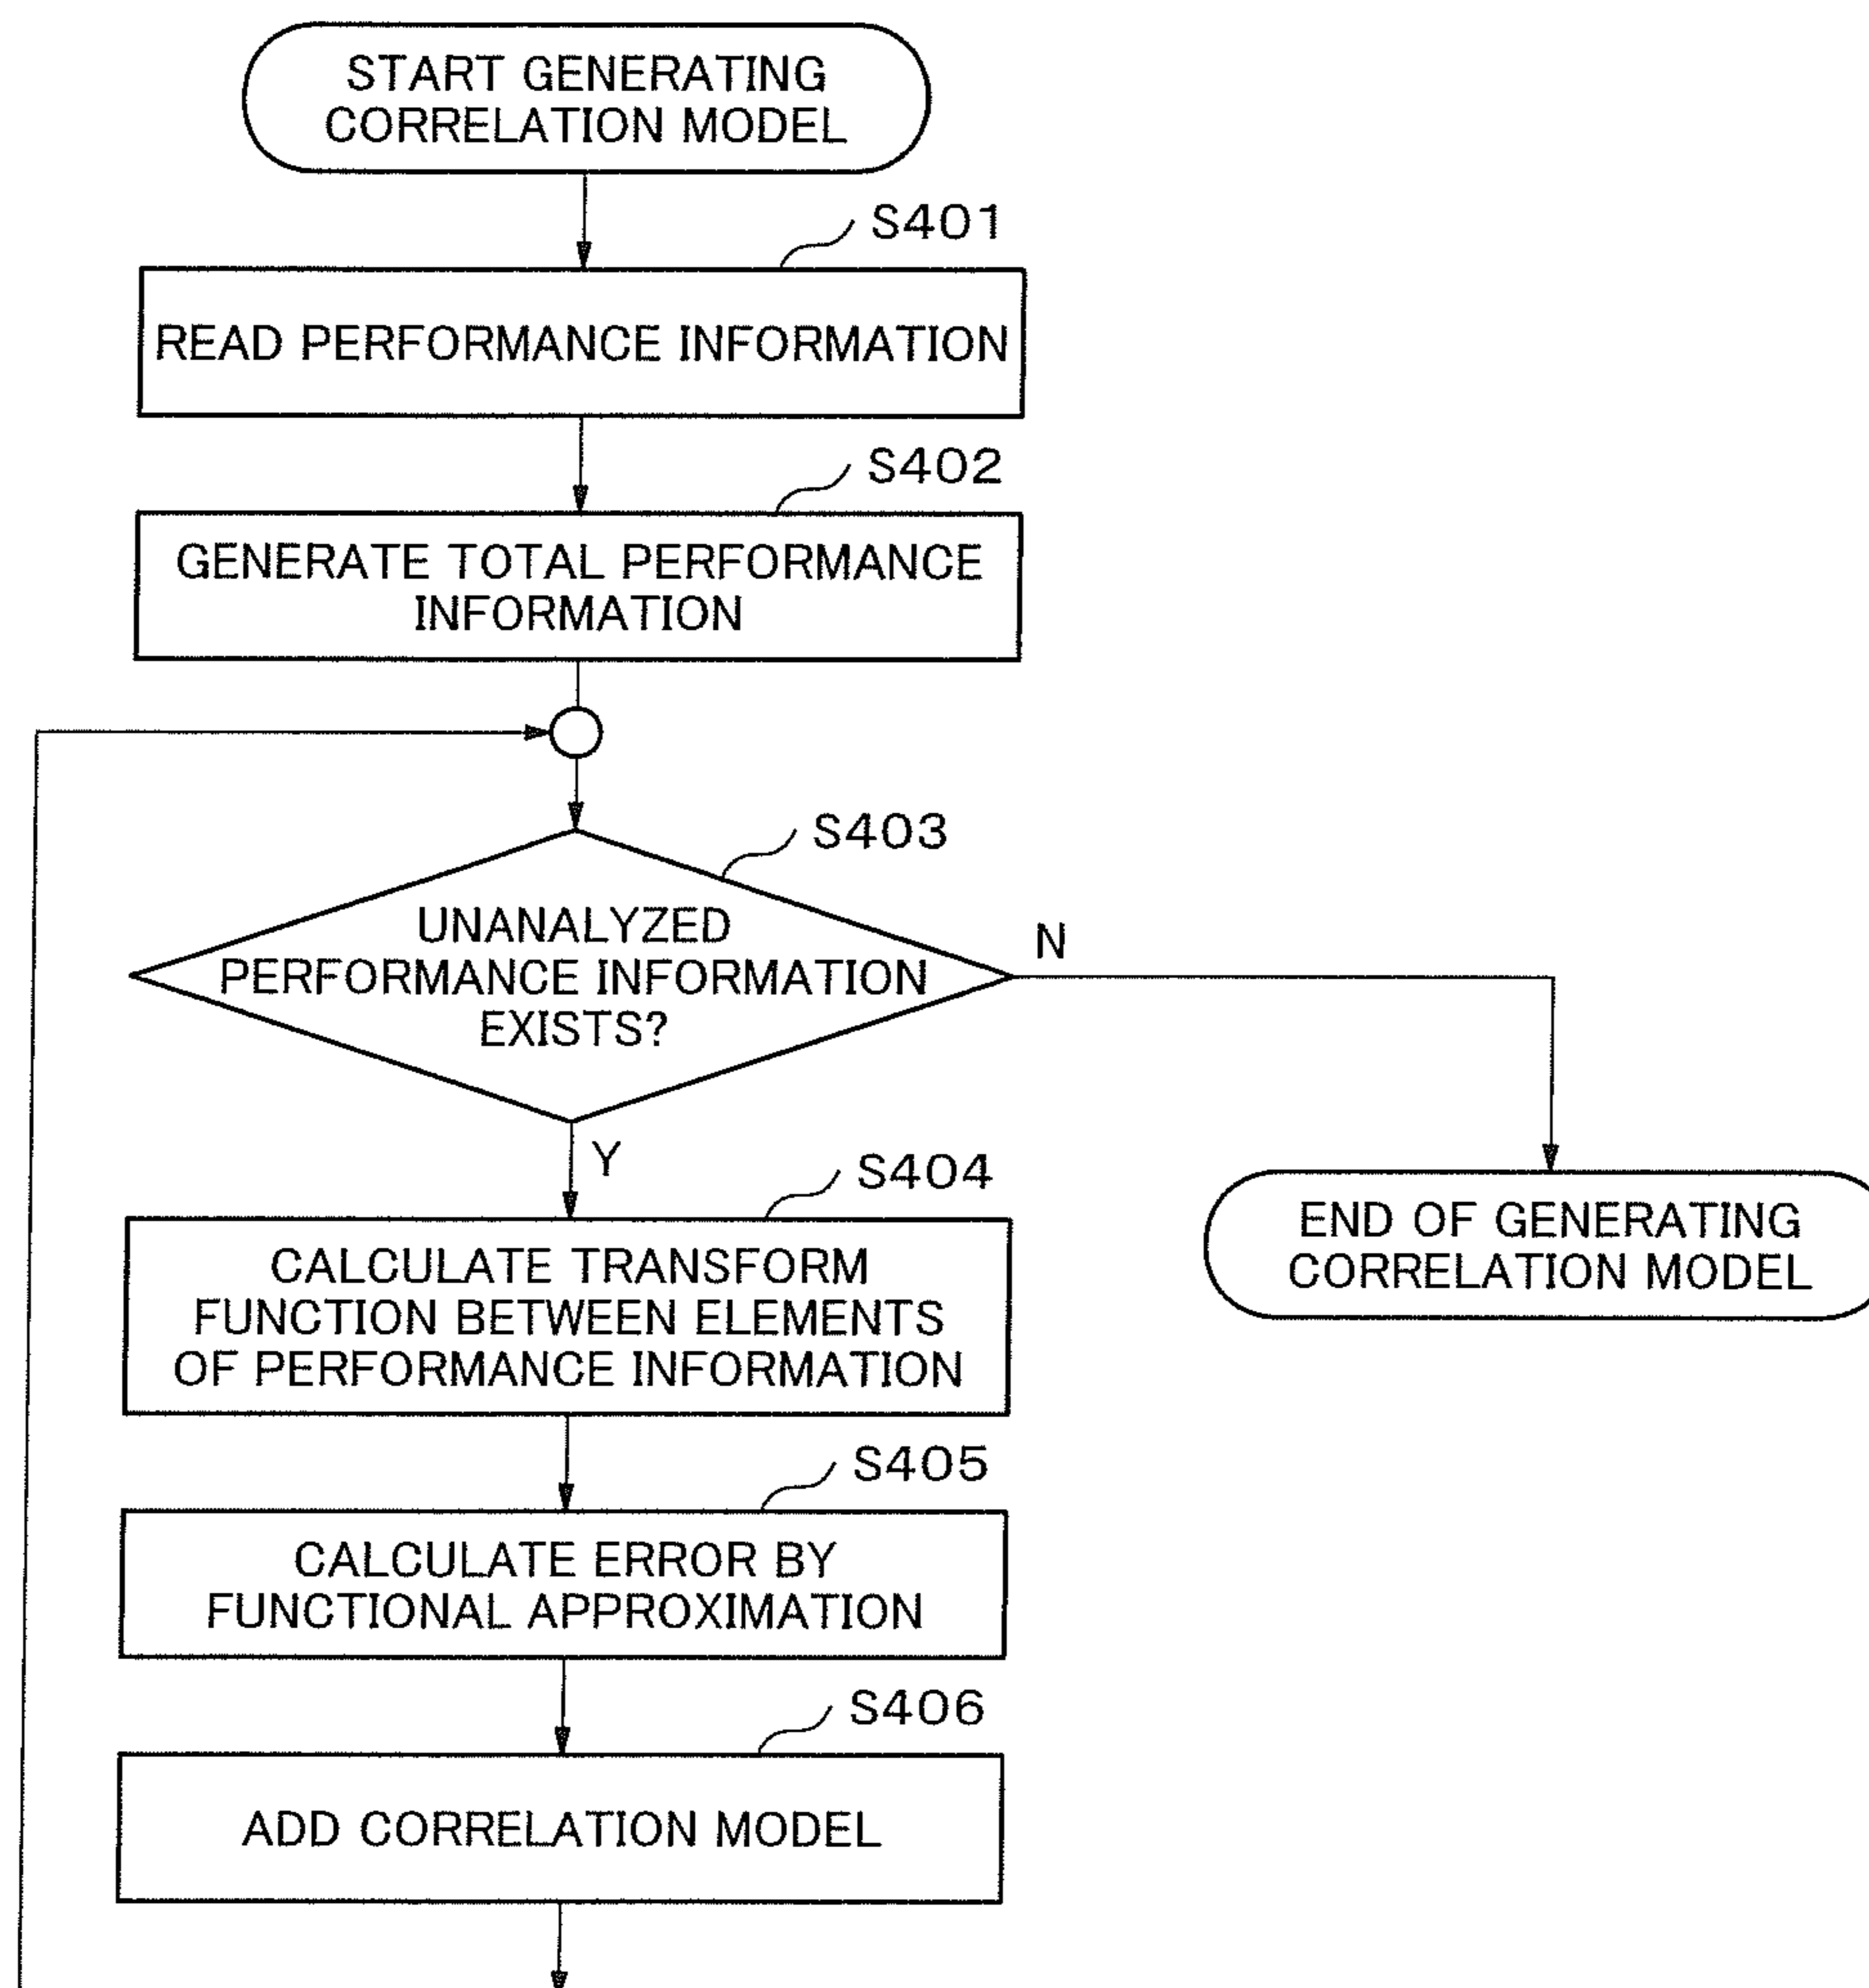 START GENERATING
CORRELATION MODEL
S401
READ PERFORMANCE INFORMATION
S402
GENERATE TOTAL PERFORMANCE
INFORMATION
S403
UNANALYZED
PERFORMANCE INFORMATION
EXISTS?
N
Y
S404
CALCULATE TRANSFORM
FUNCTION BETWEEN ELEMENTS
OF PERFORMANCE INFORMATION
END OF GENERATING
CORRELATION MODEL
S405
CALCULATE ERROR BY
FUNCTIONAL APPROXIMATION
S406
ADD CORRELATION MODEL